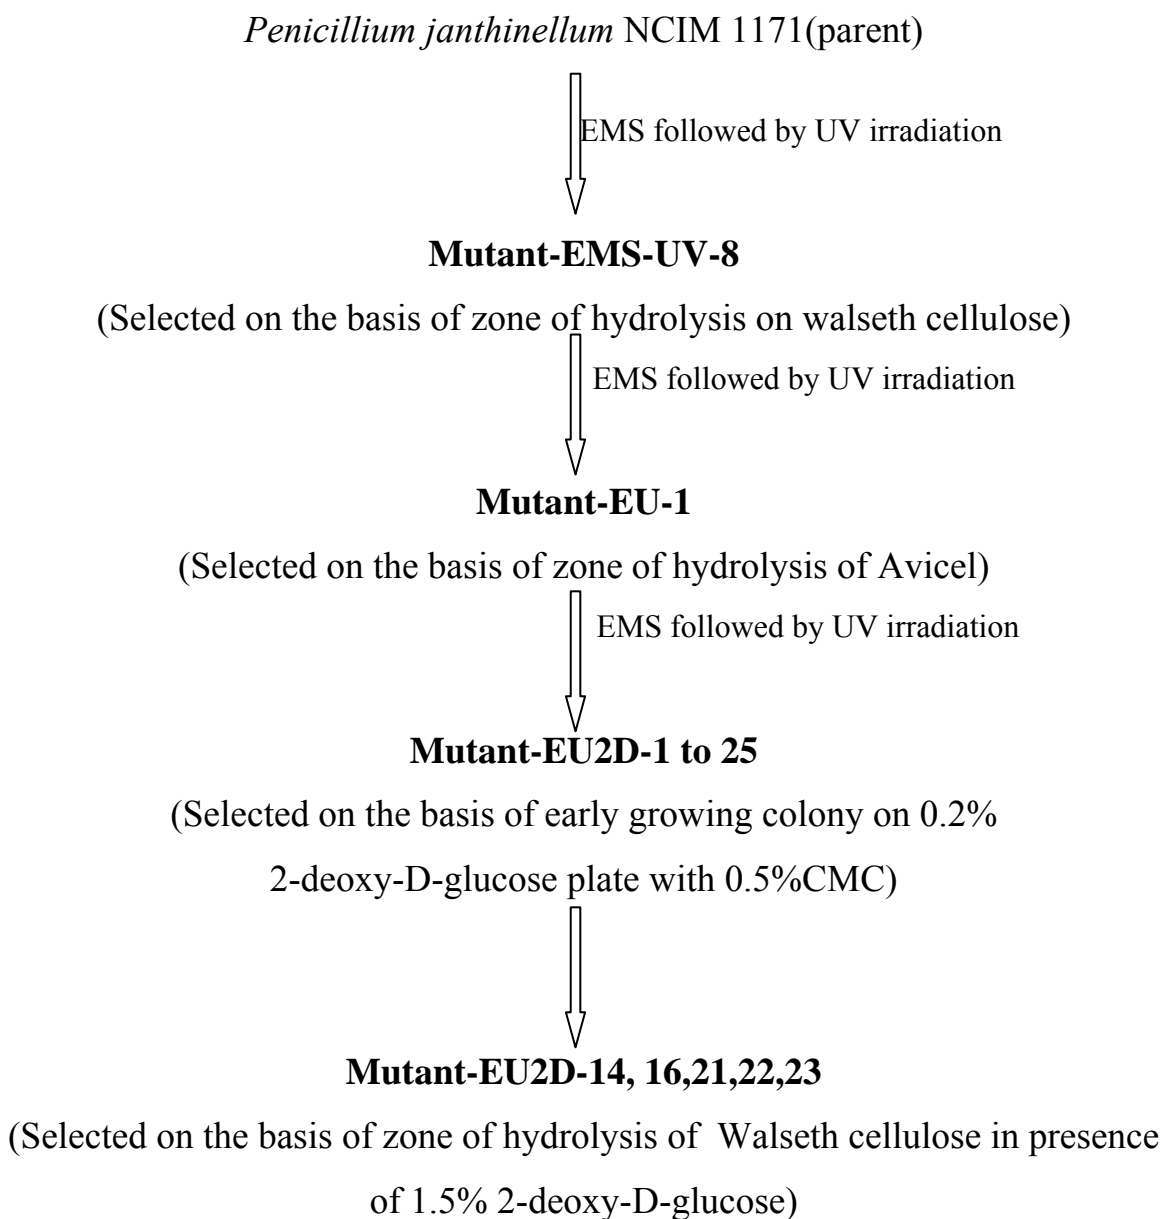 Penicillium janthinellum NCIM 1171(parent)
EMS followed by UV irradiation
Mutant-EMS-UV-8
(Selected on the basis of zone of hydrolysis on walseth cellulose)
EMS followed by UV irradiation
Mutant-EU-1
(Selected on the basis of zone of hydrolysis of Avicel)
EMS followed by UV irradiation
Mutant-EU2D-1 to 25
(Selected on the basis of early growing colony on 0.2%
2-deoxy-D-glucose plate with 0.5%CMC)
Mutant-EU2D-14, 16,21,22,23
(Selected on the basis of zone of hydrolysis of Walseth cellulose in presence
of 1.5% 2-deoxy-D-glucose)